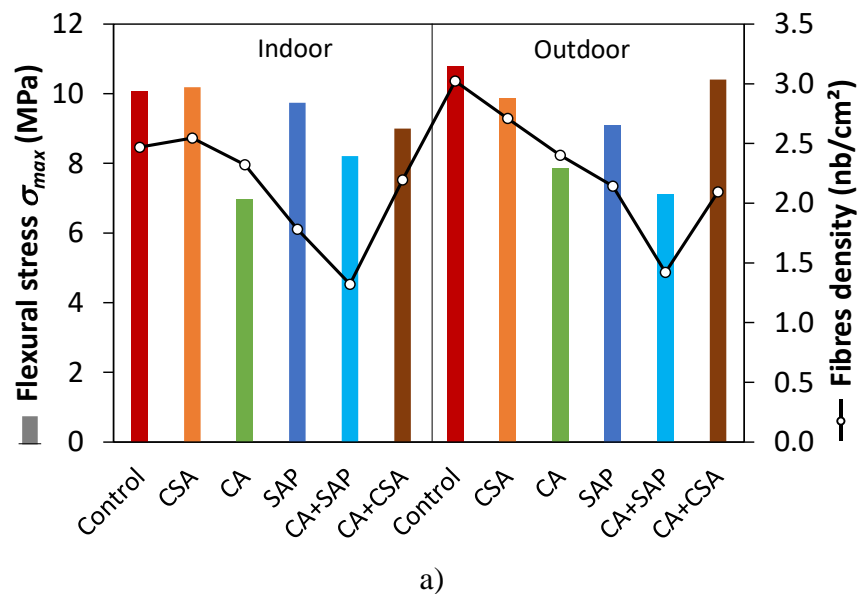 Indoor
Outdoor
Flexural stress σmax (MPa)
12
10
8
6
4
2
0
3.5
3.0
2.5
2.0
1.5
1.0
0.5
0.0
Fibres density (nb/cm²)
Control
CSA
CA
SAP
CA+SAP
CA+CSA
Control
CSA
CA
SAP
CA+SAP
CA+CSA
a)